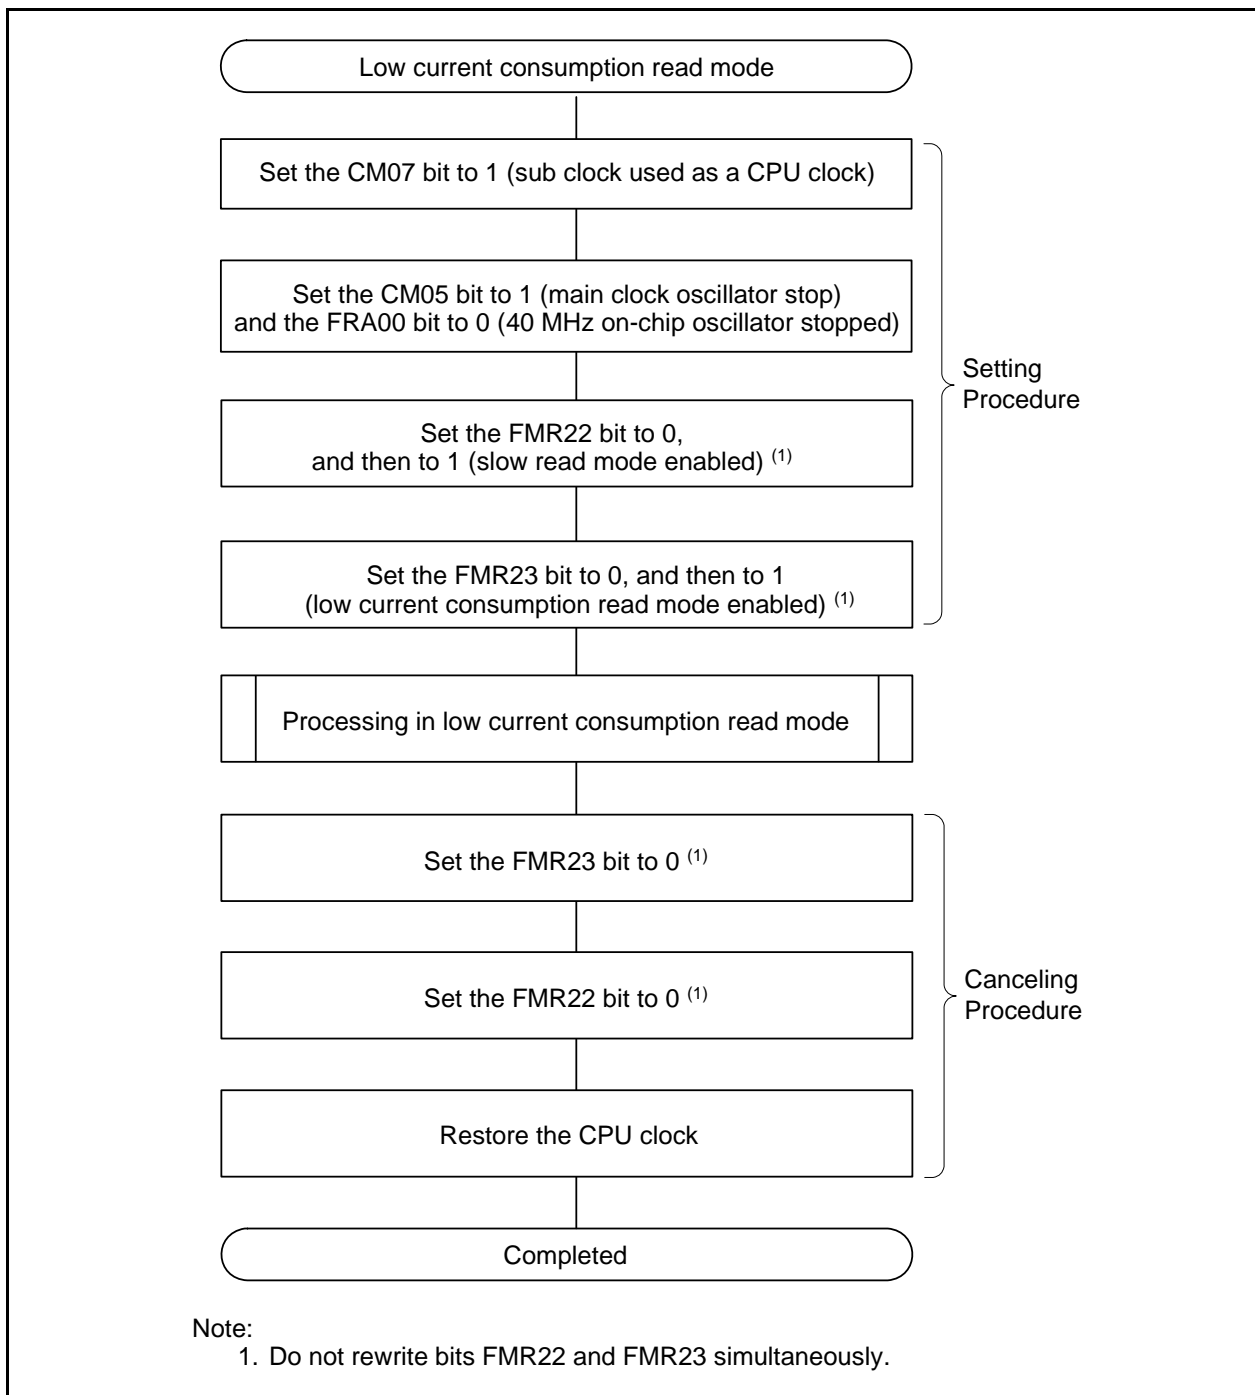 Low current consumption read mode
Set the CM07 bit to 1 (sub clock used as a CPU clock)
Set the CM05 bit to 1 (main clock oscillator stop)
and the FRA00 bit to 0 (40 MHz on-chip oscillator stopped)
Set the FMR22 bit to 0,
and then to 1 (slow read mode enabled) (1)
Set the FMR23 bit to 0, and then to 1
(low current consumption read mode enabled) (1)
Setting
Procedure
Processing in low current consumption read mode
Set the FMR23 bit to 0 (1)
Set the FMR22 bit to 0 (1)
Restore the CPU clock
Canceling
Procedure
Completed
Note:
1. Do not rewrite bits FMR22 and FMR23 simultaneously.